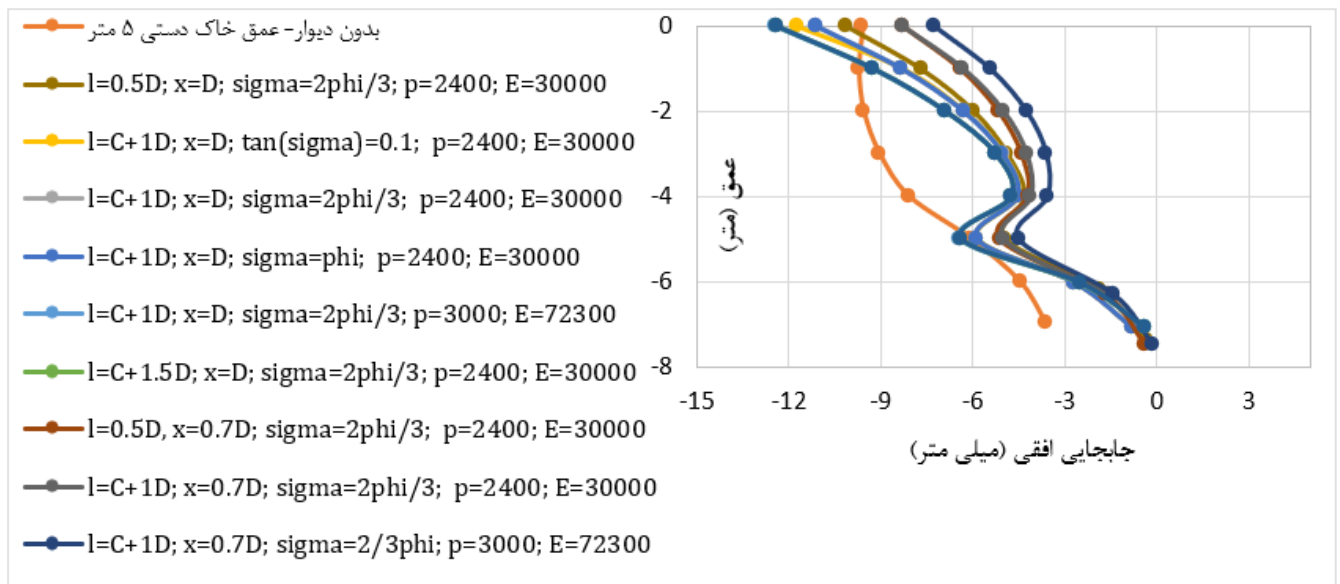 بدون دیوار- عمق خاک دستی ۵ متر
l=0.5D; x=D; sigma=2phi/3; p=2400; E=30000
l=C+1D; x=D; tan(sigma)=0.1; p=2400; E=30000
l=C+1D; x=D; sigma=2phi/3; p=2400; E=30000
l=C+1D; x=D; sigma=phi; p=2400; E=30000
l=C+1D; x=D; sigma=2phi/3; p=3000; E=72300
l=C+1.5D; x=D; sigma=2phi/3; p=2400; E=30000
l=0.5D, x=0.7D; sigma=2phi/3; p=2400; E=30000
l=C+1D; x=0.7D; sigma=2phi/3; p=2400; E=30000
l=C+1D; x=0.7D; sigma=2/3phi; p=3000; E=72300
0
-2
-4
-6
-8
عمق (متر)
-15 -12 -9 -6 -3 0 3
جابجایی افقی (میلی متر)